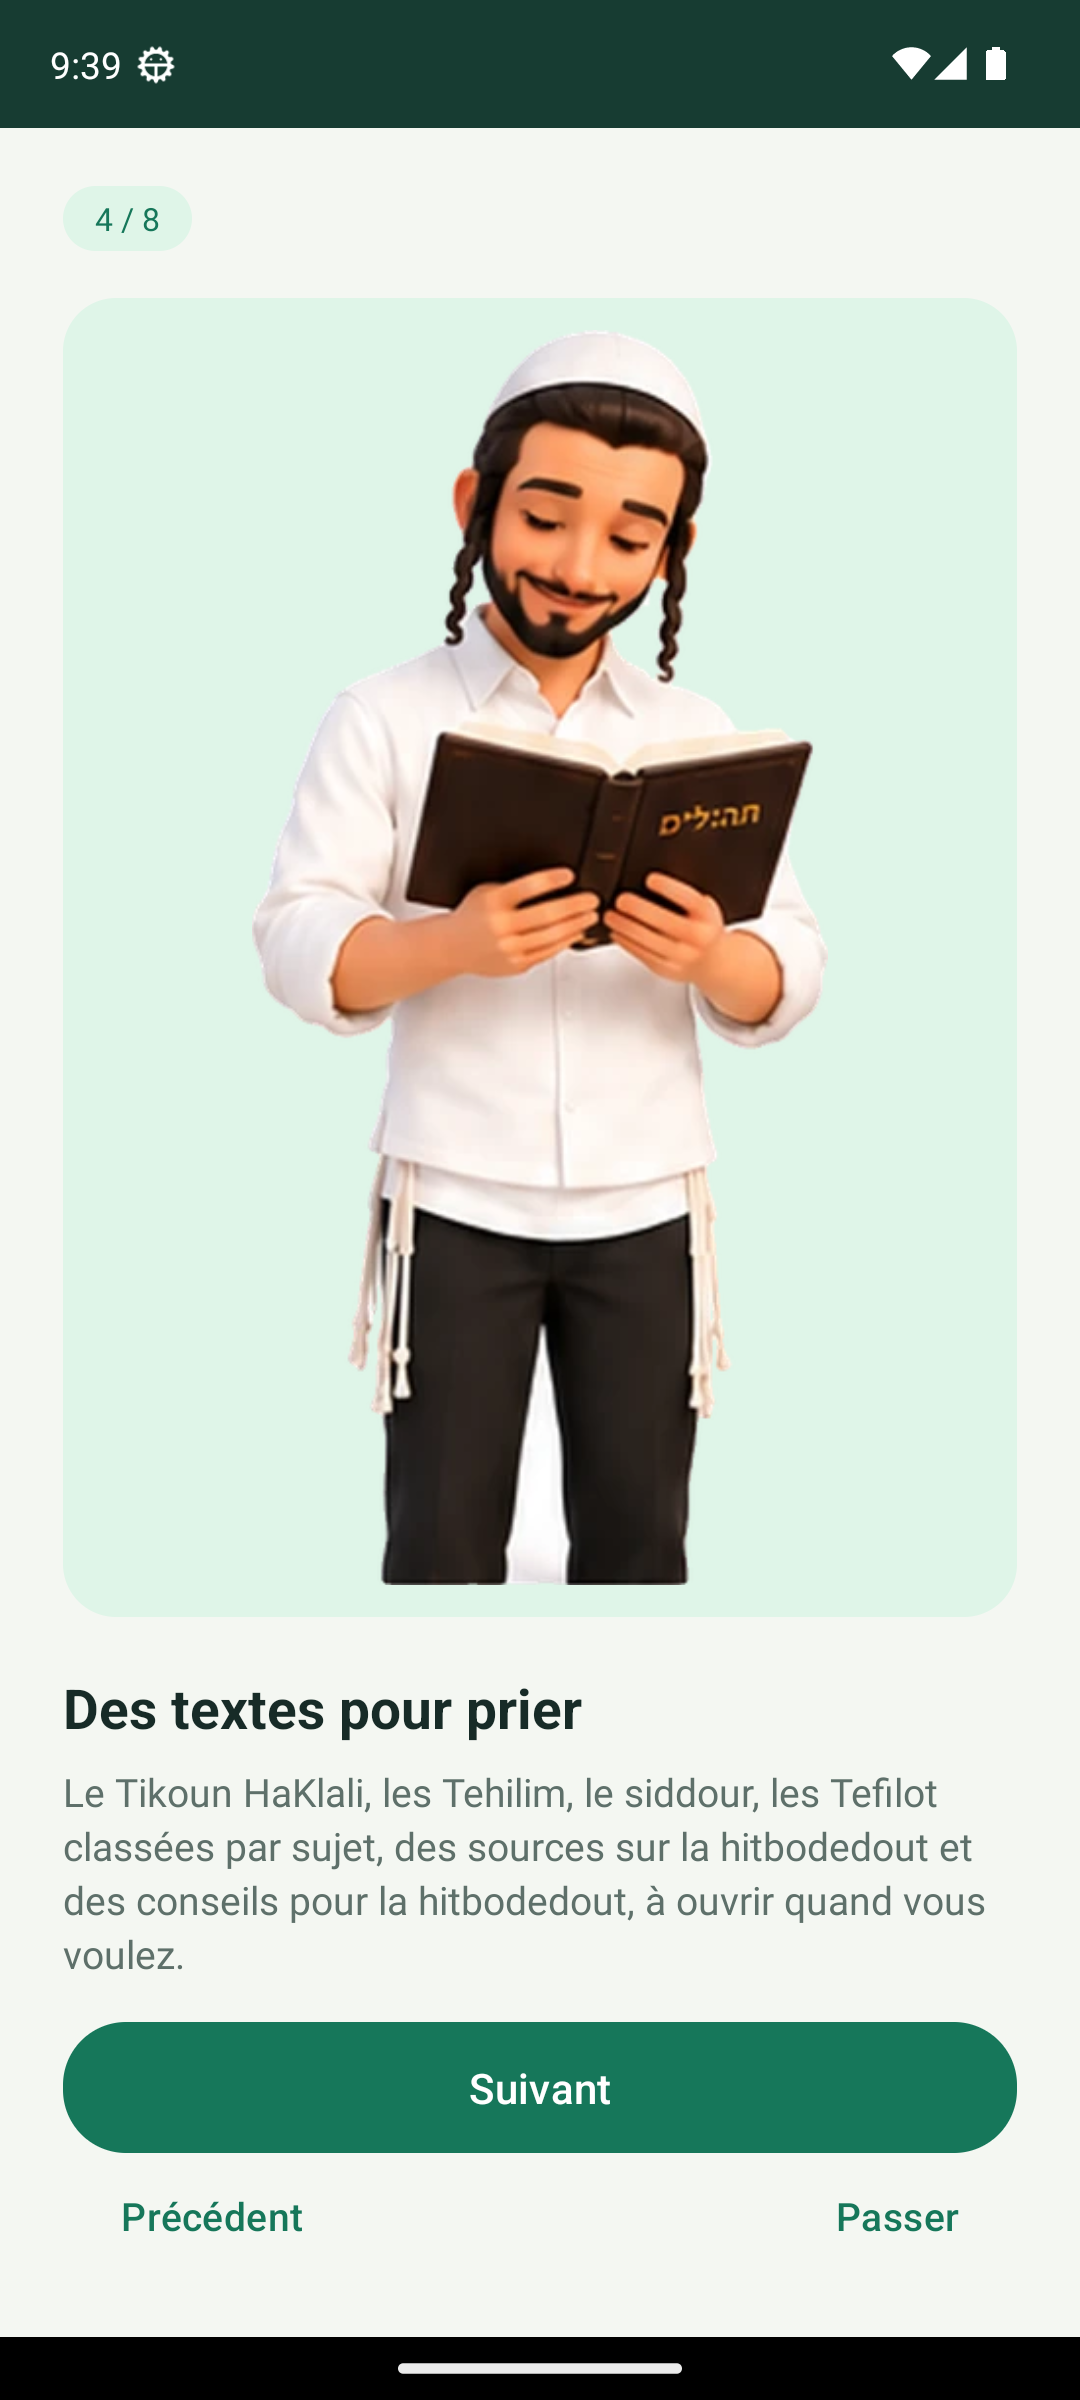 9:39
4 / 8
תהילים
Des textes pour prier
Le Tikoun HaKlali, les Tehilim, le siddour, les Tefilot
classées par sujet, des sources sur la hitbodedout et
des conseils pour la hitbodedout, à ouvrir quand vous
voulez.
Suivant
Précédent
Passer